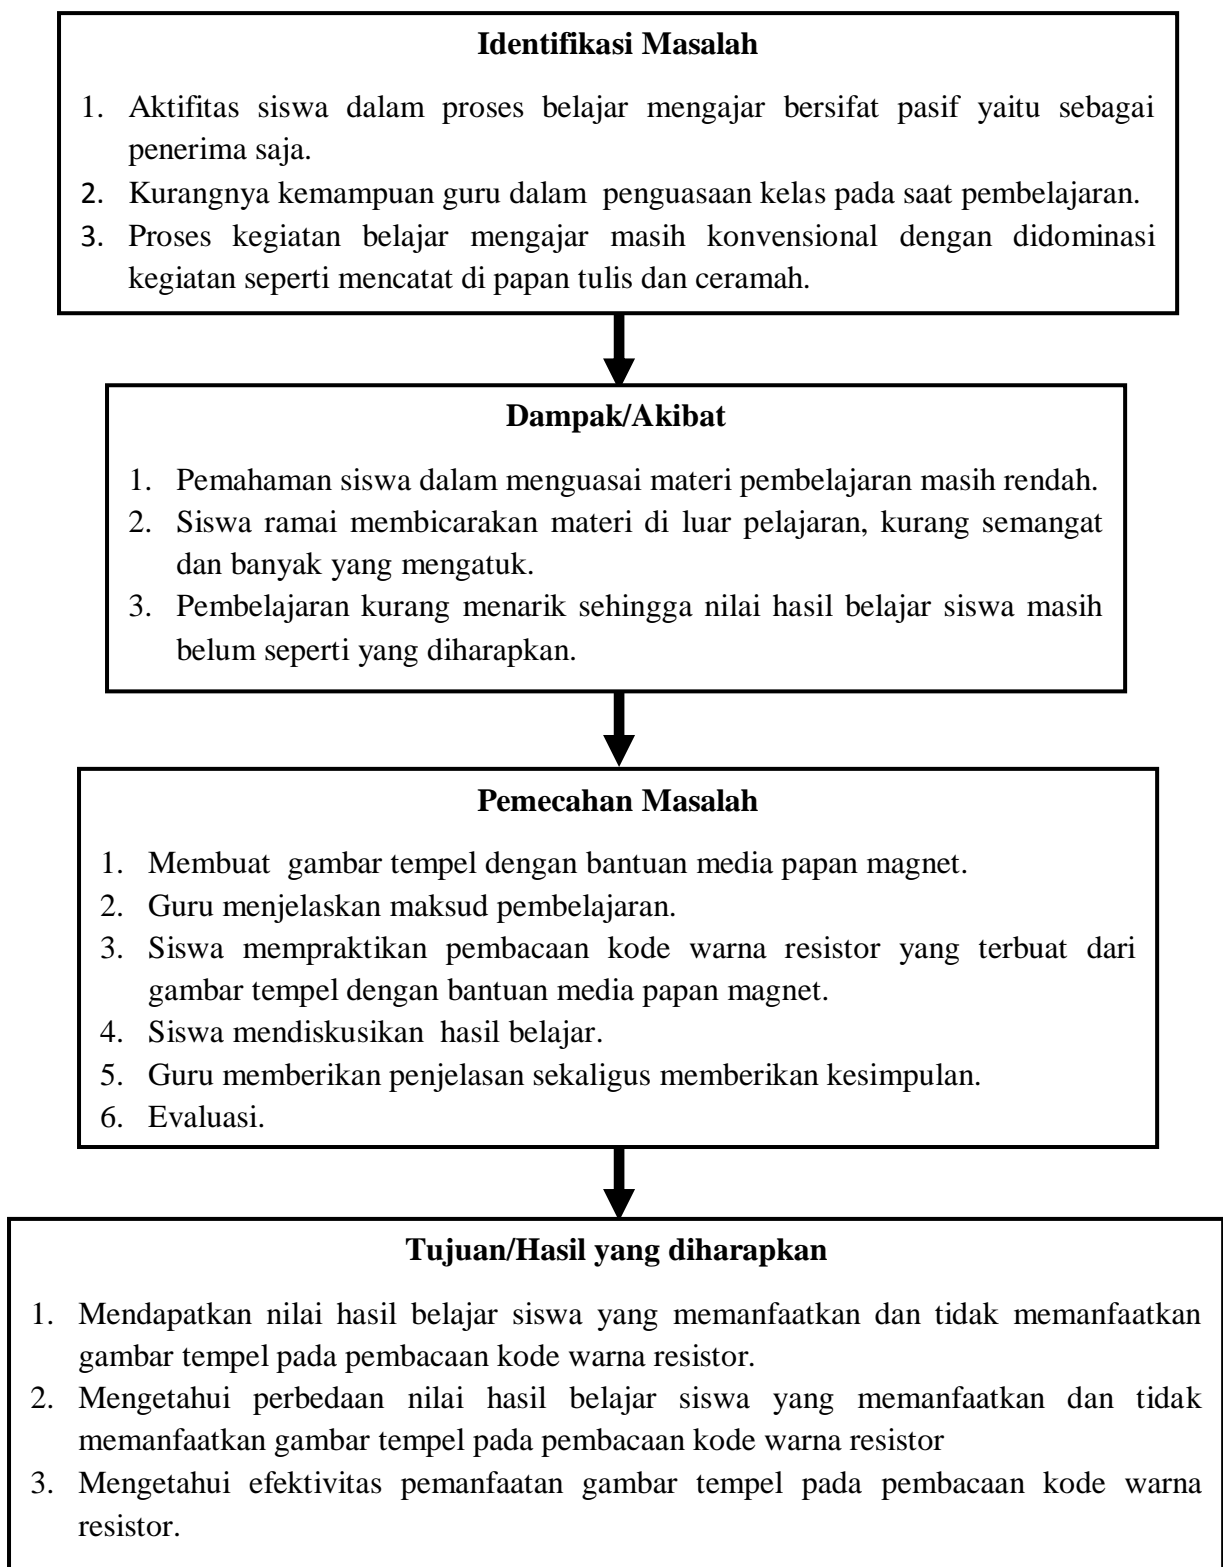 Identifikasi Masalah
1. Aktifitas siswa dalam proses belajar mengajar bersifat pasif yaitu sebagai
penerima saja.
2. Kurangnya kemampuan guru dalam penguasaan kelas pada saat pembelajaran.
3. Proses kegiatan belajar mengajar masih konvensional dengan didominasi
kegiatan seperti mencatat di papan tulis dan ceramah.
Dampak/Akibat
1. Pemahaman siswa dalam menguasai materi pembelajaran masih rendah.
2. Siswa ramai membicarakan materi di luar pelajaran, kurang semangat
dan banyak yang mengatuk.
3. Pembelajaran kurang menarik sehingga nilai hasil belajar siswa masih
belum seperti yang diharapkan.
Pemecahan Masalah
1. Membuat gambar tempel dengan bantuan media papan magnet.
2. Guru menjelaskan maksud pembelajaran.
3. Siswa mempraktikan pembacaan kode warna resistor yang terbuat dari
gambar tempel dengan bantuan media papan magnet.
4. Siswa mendiskusikan hasil belajar.
5. Guru memberikan penjelasan sekaligus memberikan kesimpulan.
6. Evaluasi.
Tujuan/Hasil yang diharapkan
1. Mendapatkan nilai hasil belajar siswa yang memanfaatkan dan tidak memanfaatkan
gambar tempel pada pembacaan kode warna resistor.
2. Mengetahui perbedaan nilai hasil belajar siswa yang memanfaatkan dan tidak
memanfaatkan gambar tempel pada pembacaan kode warna resistor
3. Mengetahui efektivitas pemanfaatan gambar tempel pada pembacaan kode warna
resistor.